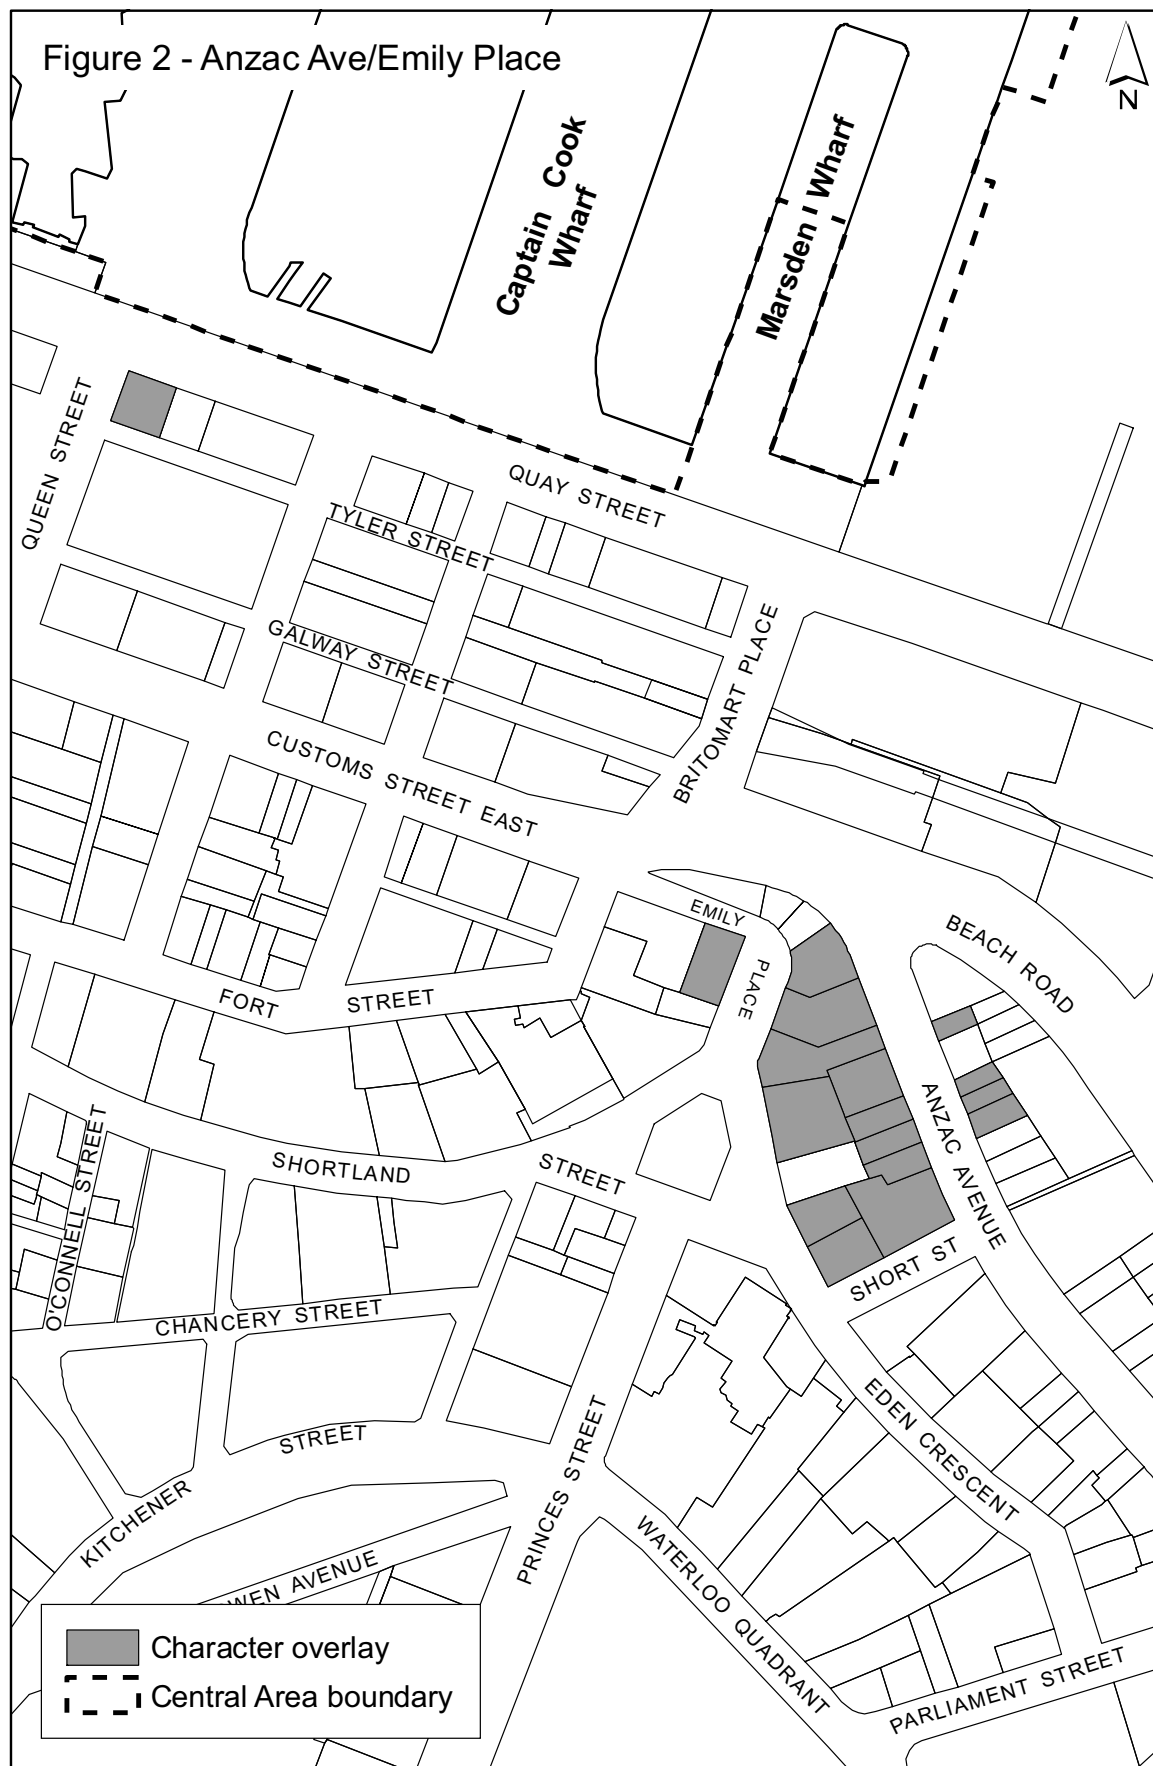 Figure 2 - Anzac Ave/Emily Place
N
Captain Cook
Wharf
Marsden Wharf
QUEEN STREET
QUAY STREET
TYLER STREET
GALWAY STREET
BRITOMART PLACE
CUSTOMS STREET EAST
EMILY
PLACE
BEACH ROAD
FORT STREET
ANZAC AVENUE
O'CONNELL STREET
SHORTLAND STREET
SHORT ST
CHANCERY STREET
EDEN CRESCENT
KITCHENER STREET
PRINCES STREET
WATERLOO QUADRANT
WEN AVENUE
PARLIAMENT STREET
Character overlay
Central Area boundary